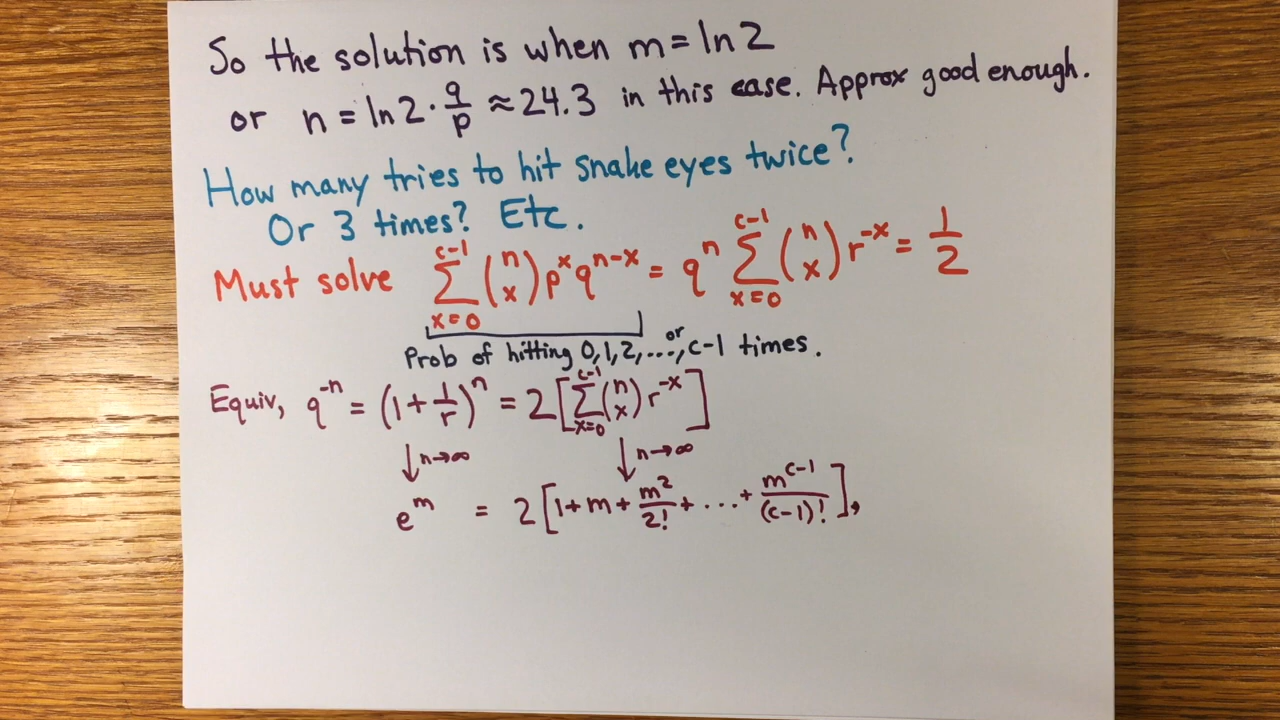 So the solution is when m = ln 2
or n = ln 2 · q/p ≈ 24.3 in this case. Approx good enough.
How many tries to hit snake eyes twice?
Or 3 times? Etc.
Must solve ∑_{x=0}^{c-1} (n x) p^x q^{n-x} = q^n ∑_{x=0}^{c-1} (n x) r^{-x} = 1/2
Prob of hitting 0, 1, 2, ...., or c-1 times.
Equiv, q^{-n} = (1 + 1/r)^n = 2 [∑_{x=0}^{c-1} (n x) r^{-x}]
↓ n→∞ ↓ n→∞
e^m = 2 [1 + m + m^2/2! + ... + m^{c-1}/(c-1)!],